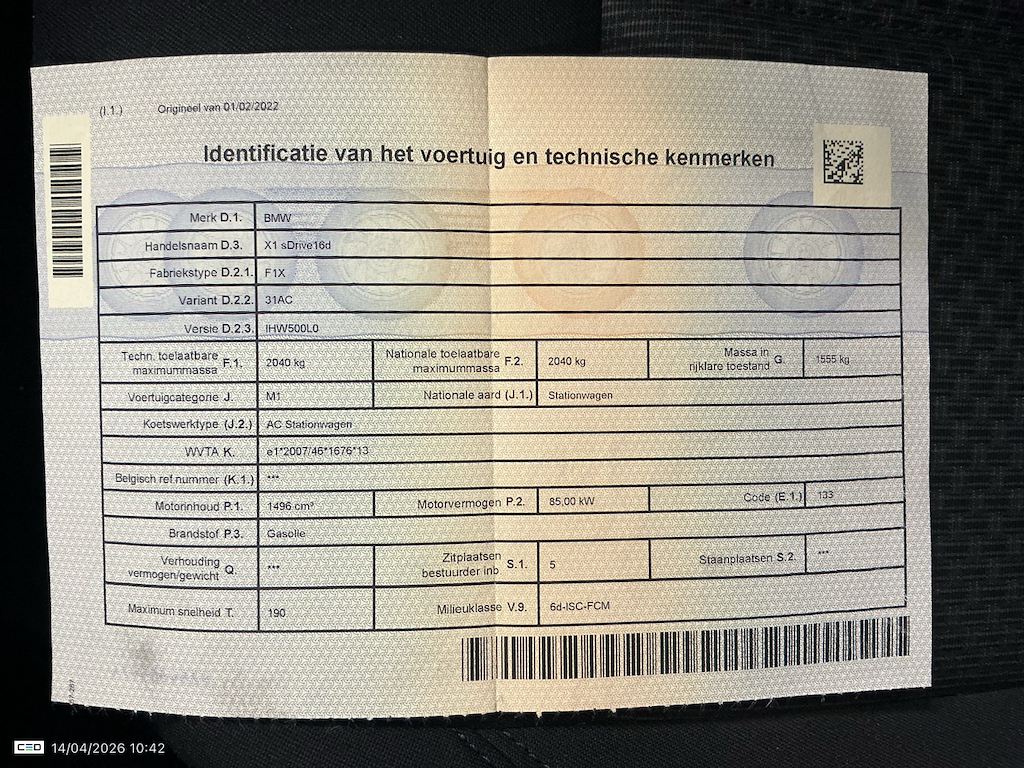 (I.1.) Origineel van 01/02/2022
Identificatie van het voertuig en technische kenmerken
Merk D.1. BMW
Handelsnaam D.3. X1 sDrive16d
Fabriekstype D.2.1. F1X
Variant D.2.2. 31AC
Versie D.2.3. IHW500L0
Techn. toelaatbare maximummassa F.1. 2040 kg Nationale toelaatbare maximummassa F.2. 2040 kg Massa in rijklare toestand G. 1555 kg
Voertuigcategorie J. M1 Nationale aard (J.1.) Stationwagen
Koetswerktype (J.2.) AC Stationwagen
WVTA K. e1*2007/46*1676*13
Belgisch ref.nummer (K.1.) ***
Motorinhoud P.1. 1496 cm³ Motorvermogen P.2. 85,00 kW Code (E.1.) 133
Brandstof P.3. Gasolie
Verhouding vermogen/gewicht Q. *** Zitplaatsen bestuurder inb. S.1. 5 Staanplaatsen S.2. ***
Maximum snelheid T. 190 Milieuklasse V.9. 6d-ISC-FCM
14/04/2026 10:42